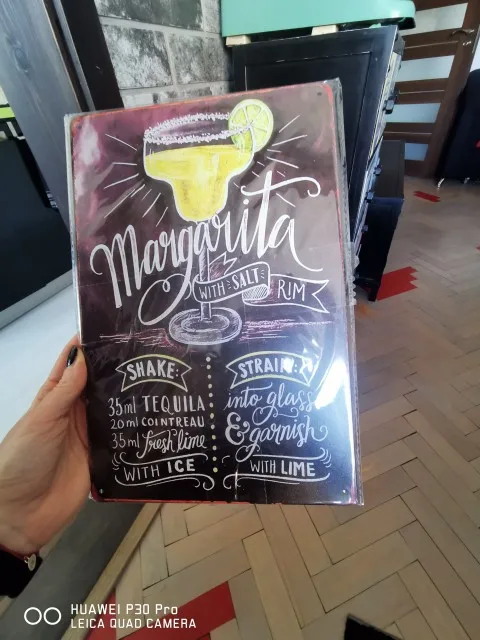 Margarita
WITH SALT RIM
SHAKE:
35ml TEQUILA
20ml COINTREAU
35ml fresh lime
WITH ICE
STRAIN:
into glass
& garnish
WITH LIME
HUAWEI P30 Pro
LEICA QUAD CAMERA